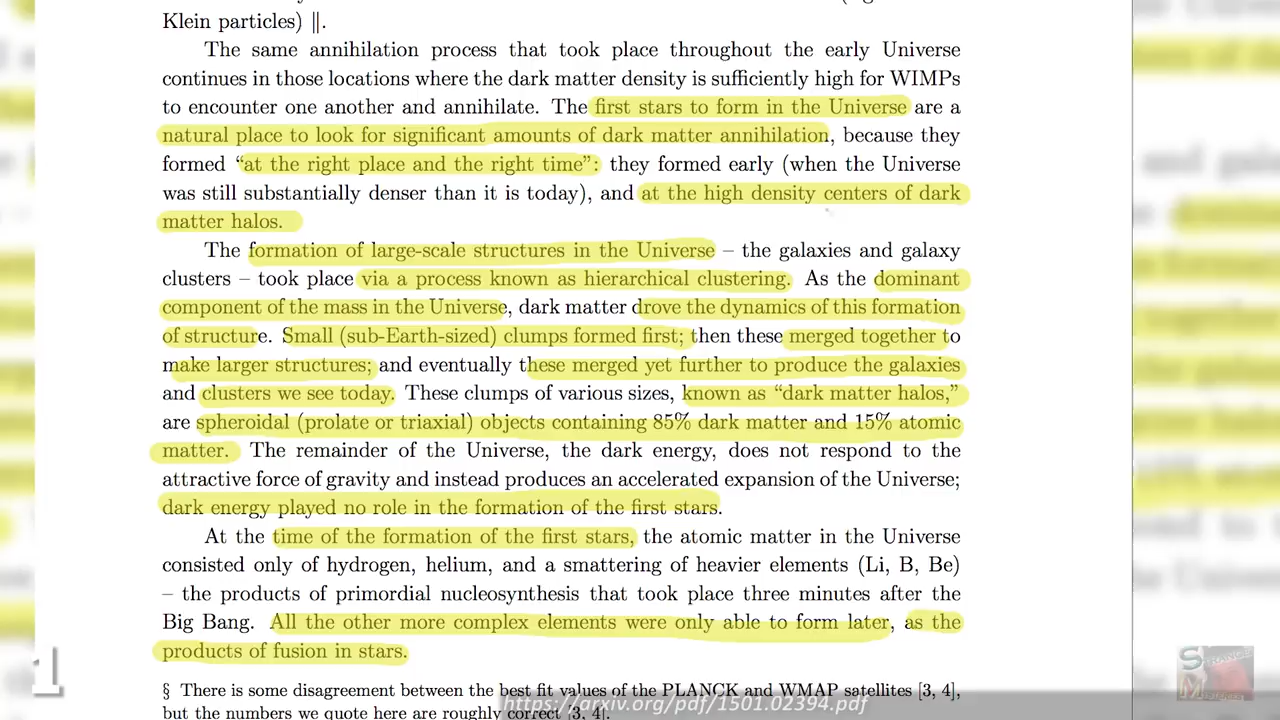 Klein particles) ∥.
The same annihilation process that took place throughout the early Universe
continues in those locations where the dark matter density is sufficiently high for WIMPs
to encounter one another and annihilate. The first stars to form in the Universe are a
natural place to look for significant amounts of dark matter annihilation, because they
formed “at the right place and the right time”: they formed early (when the Universe
was still substantially denser than it is today), and at the high density centers of dark
matter halos.
The formation of large-scale structures in the Universe – the galaxies and galaxy
clusters – took place via a process known as hierarchical clustering. As the dominant
component of the mass in the Universe, dark matter drove the dynamics of this formation
of structure. Small (sub-Earth-sized) clumps formed first; then these merged together to
make larger structures; and eventually these merged yet further to produce the galaxies
and clusters we see today. These clumps of various sizes, known as “dark matter halos,”
are spheroidal (prolate or triaxial) objects containing 85% dark matter and 15% atomic
matter. The remainder of the Universe, the dark energy, does not respond to the
attractive force of gravity and instead produces an accelerated expansion of the Universe;
dark energy played no role in the formation of the first stars.
At the time of the formation of the first stars, the atomic matter in the Universe
consisted only of hydrogen, helium, and a smattering of heavier elements (Li, B, Be)
– the products of primordial nucleosynthesis that took place three minutes after the
Big Bang. All the other more complex elements were only able to form later, as the
products of fusion in stars.
1
§ There is some disagreement between the best fit values of the PLANCK and WMAP satellites [3, 4],
but the numbers we quote here are roughly correct [3, 4].
https://arxiv.org/pdf/1501.02394.pdf